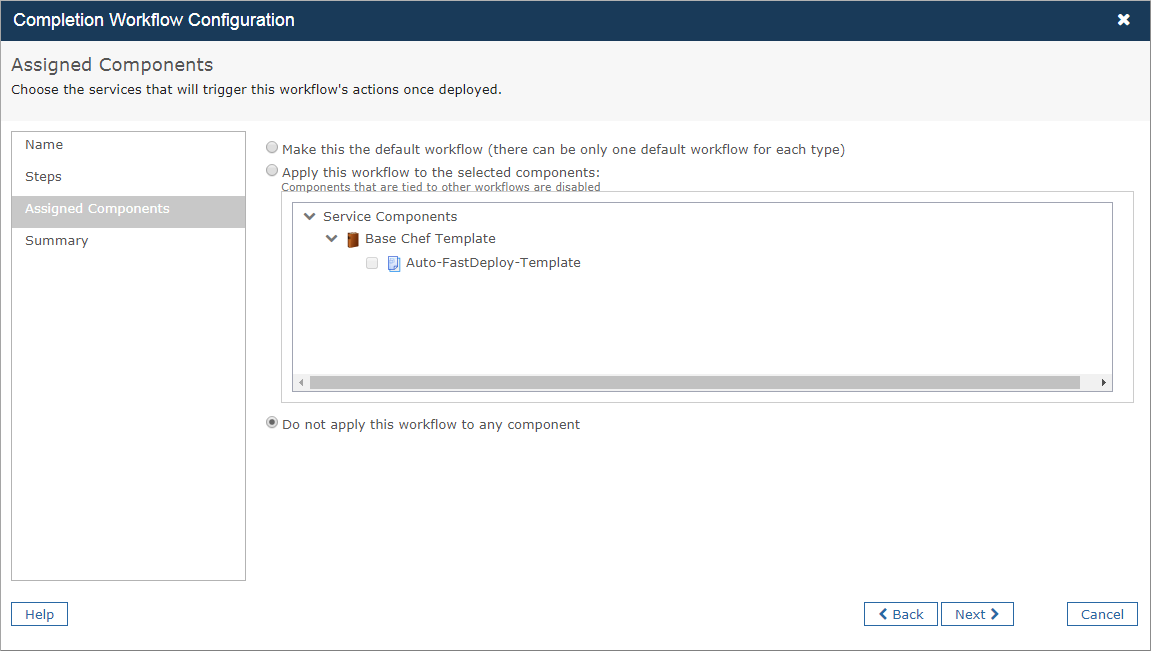 Completion Workflow Configuration
Assigned Components
Choose the services that will trigger this workflow's actions once deployed.
Name
Steps
Assigned Components
Summary
Make this the default workflow (there can be only one default workflow for each type)
Apply this workflow to the selected components:
Components that are tied to other workflows are disabled
Service Components
Base Chef Template
Auto-FastDeploy-Template
Do not apply this workflow to any component
Help
Back
Next
Cancel